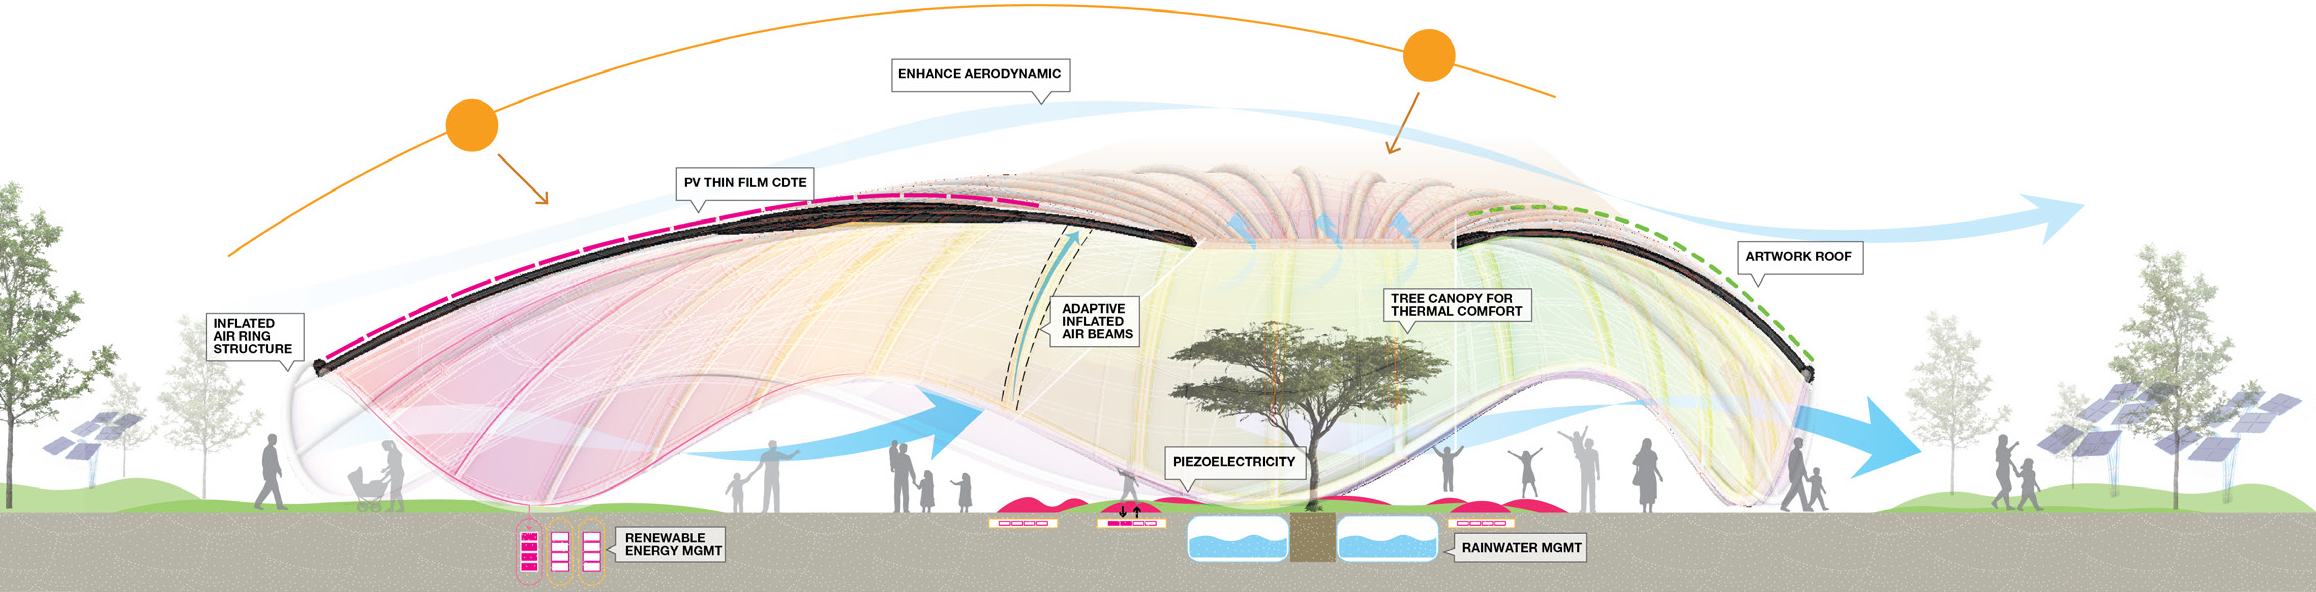 ENHANCE AERODYNAMIC
PV THIN FILM CDTE
ARTWORK ROOF
INFLATED
AIR RING
STRUCTURE
ADAPTIVE
INFLATED
AIR BEAMS
TREE CANOPY FOR
THERMAL COMFORT
PIEZOELECTRICITY
RENEWABLE
ENERGY MGMT
RAINWATER MGMT